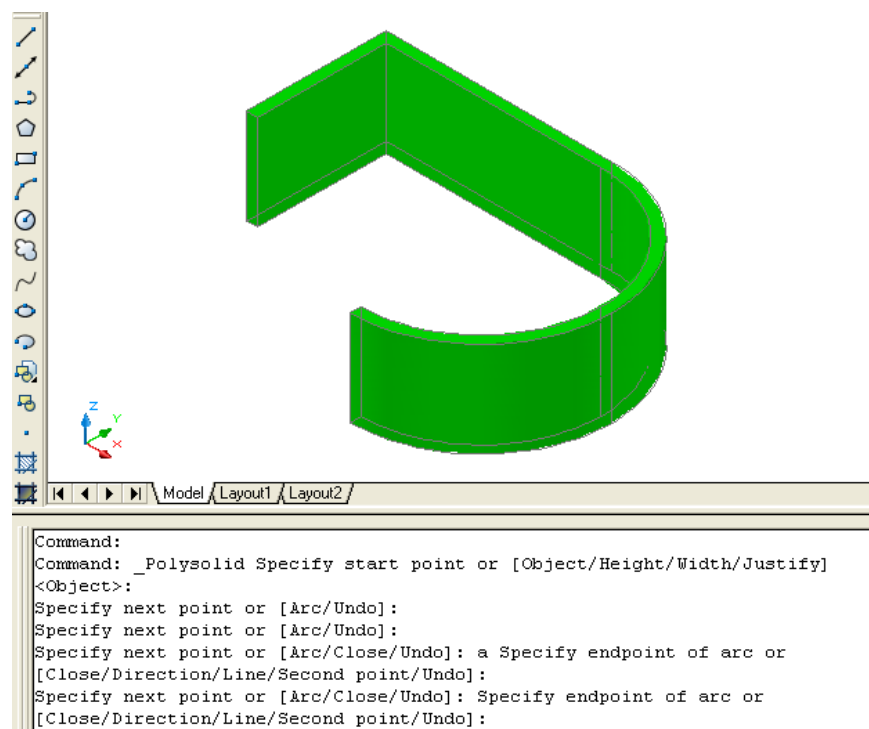 Z
Y
X
Model Layout1 Layout2
Command:
Command: _Polysolid Specify start point or [Object/Height/Width/Justify]
<Object>:
Specify next point or [Arc/Undo]:
Specify next point or [Arc/Undo]:
Specify next point or [Arc/Close/Undo]: a Specify endpoint of arc or
[Close/Direction/Line/Second point/Undo]:
Specify next point or [Arc/Close/Undo]: Specify endpoint of arc or
[Close/Direction/Line/Second point/Undo]: